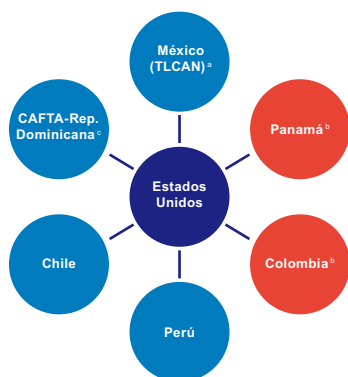 México
(TLCAN) a
CAFTA-Rep.
Dominicana c
Panamá b
Estados
Unidos
Chile
Colombia b
Perú